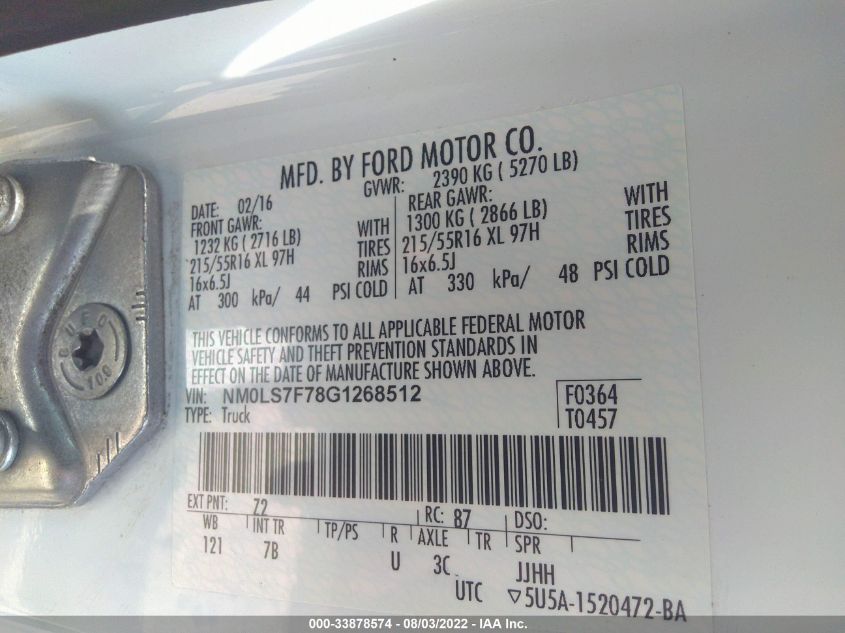 MFD. BY FORD MOTOR CO.
DATE: 02/16
GVWR: 2390 KG ( 5270 LB)
FRONT GAWR:
1232 KG ( 2716 LB)
WITH
215/55R16 XL 97H
TIRES
16x6.5J
RIMS
AT 300 kPa/ 44 PSI COLD
REAR GAWR:
1300 KG ( 2866 LB)
WITH
215/55R16 XL 97H
TIRES
16x6.5J
RIMS
AT 330 kPa/ 48 PSI COLD
THIS VEHICLE CONFORMS TO ALL APPLICABLE FEDERAL MOTOR
VEHICLE SAFETY AND THEFT PREVENTION STANDARDS IN
EFFECT ON THE DATE OF MANUFACTURE SHOWN ABOVE.
VIN: NM0LS7F78G1268512
TYPE: Truck
F0364
T0457
EXT PNT: Z2 RC: 87 DSO:
WB INT TR TP/PS R AXLE TR SPR
121 7B U 3C JJHH
UTC ▽5U5A-1520472-BA
000-33878574 - 08/03/2022 - IAA Inc.